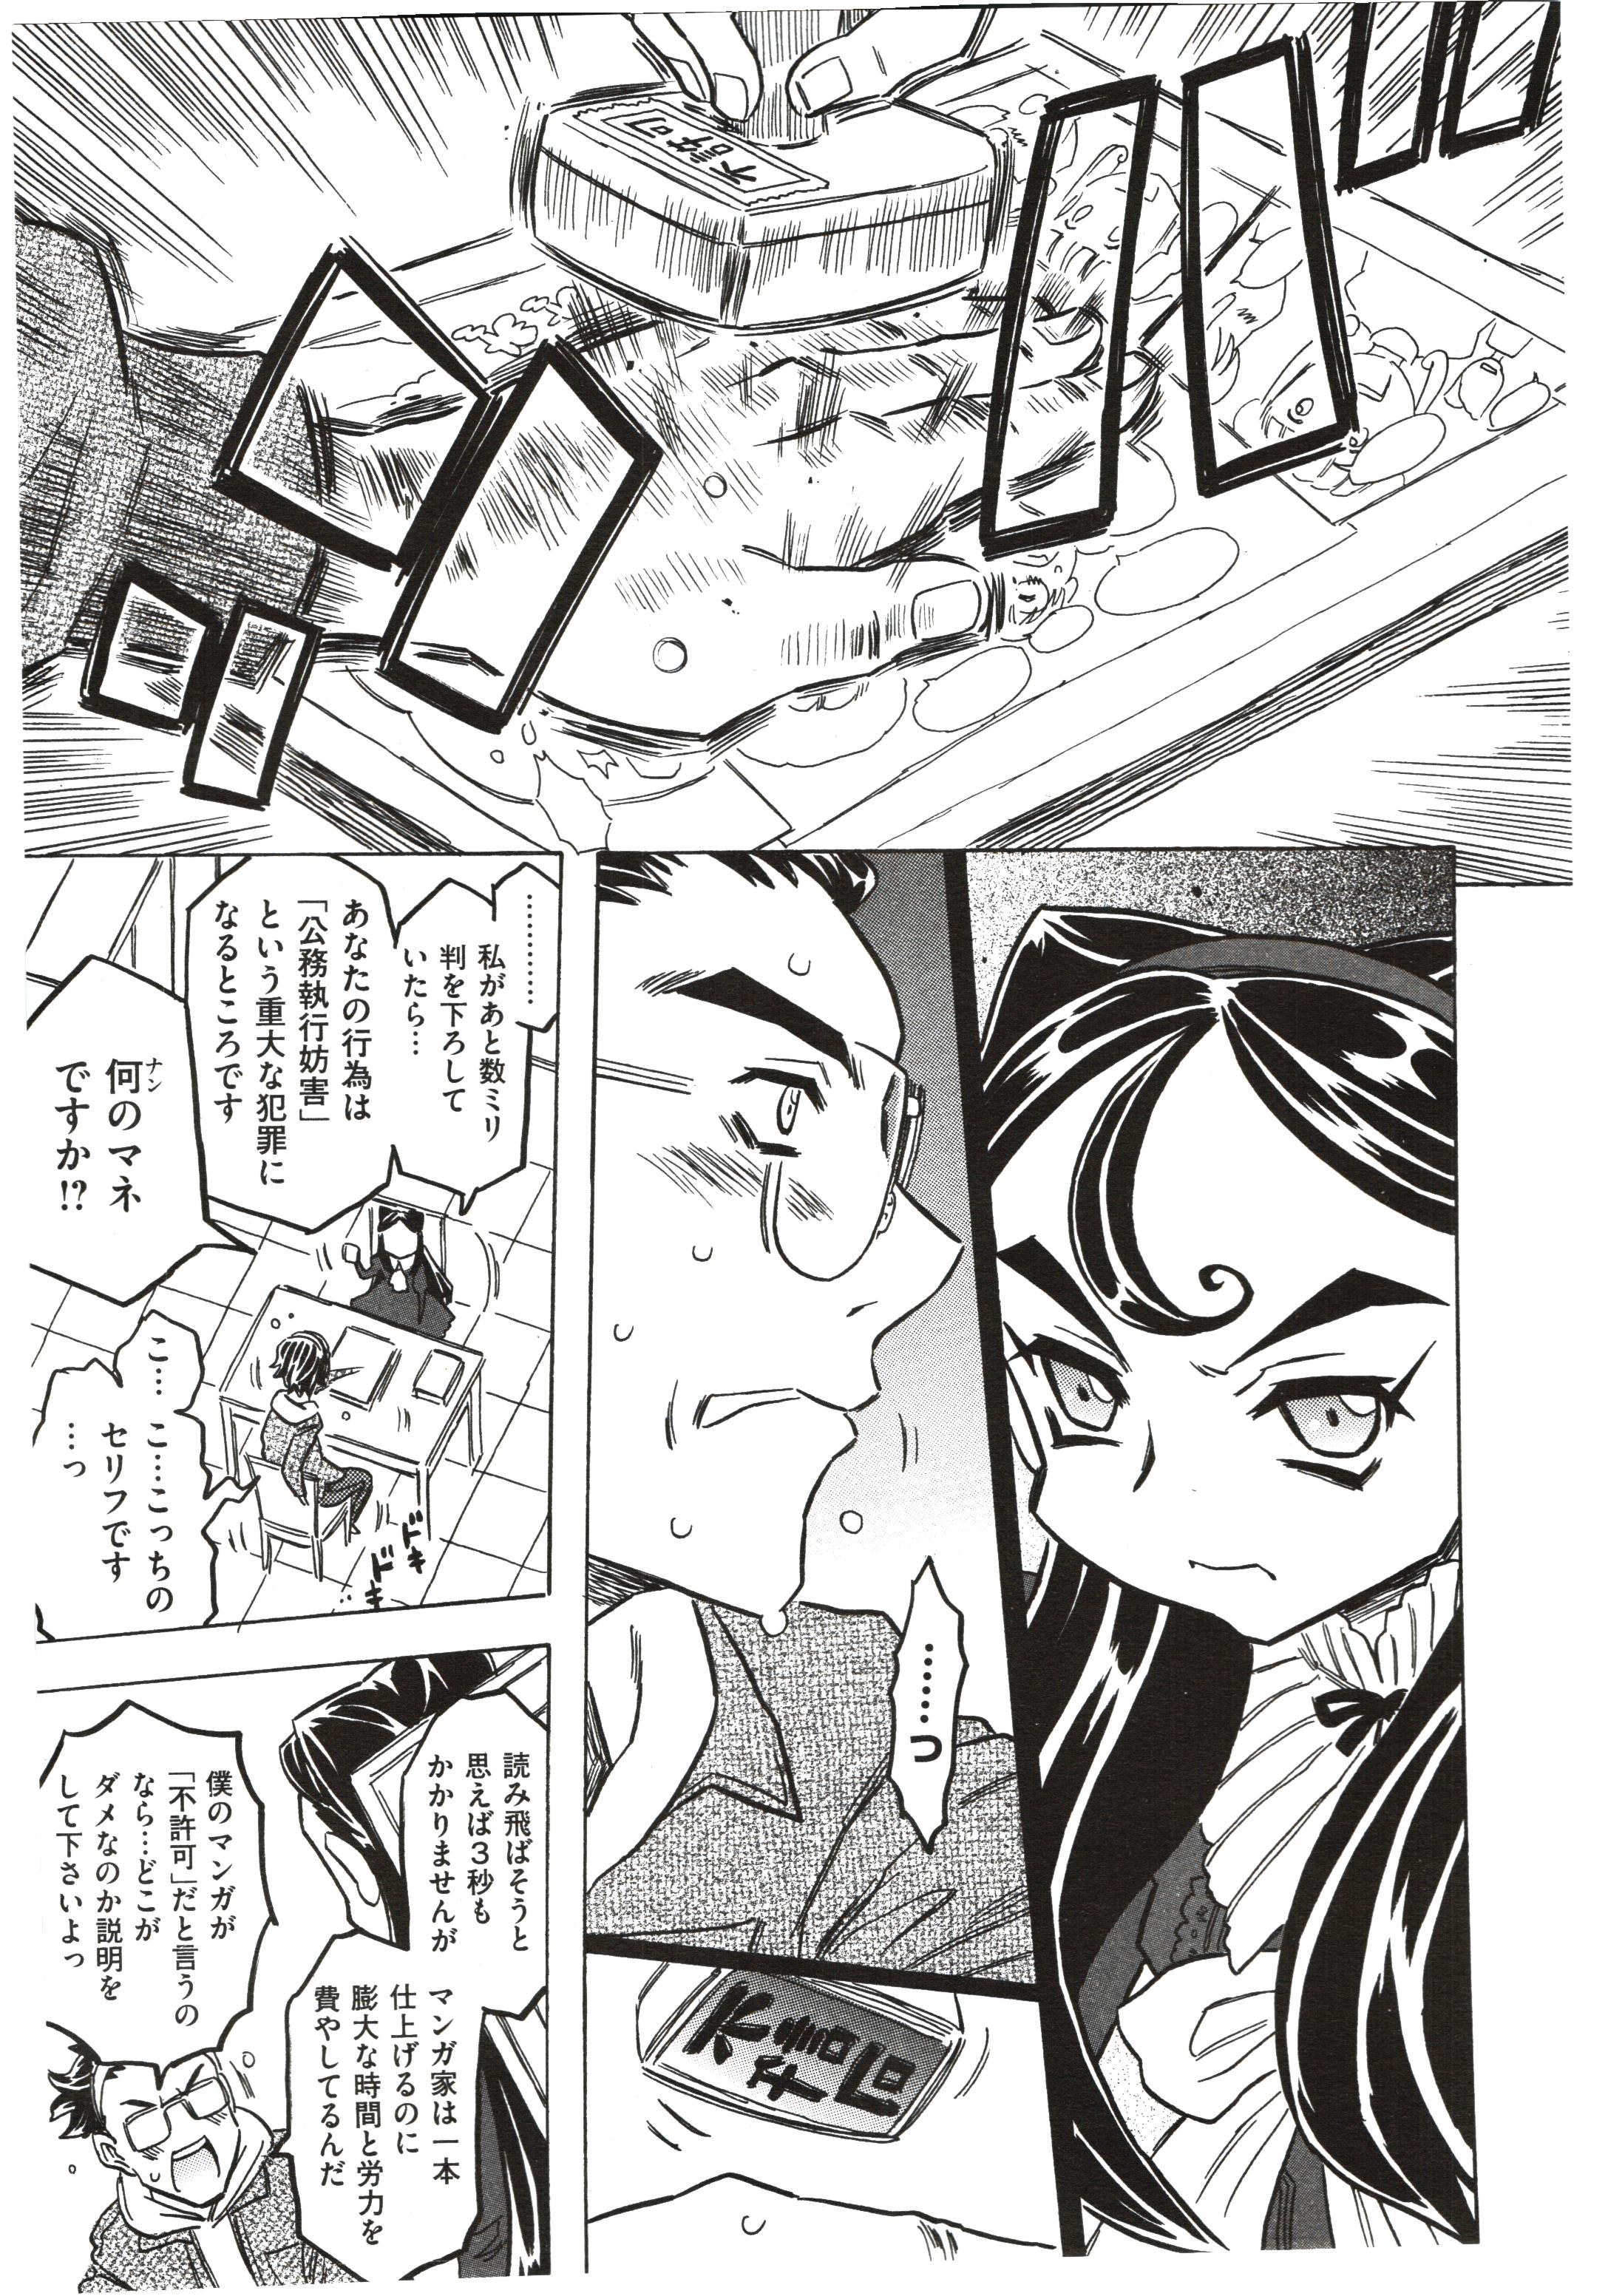 不許可
……っ
不許可
…………
私があと数ミリ
判を下ろして
いたら…
あなたの行為は
「公務執行妨害」
という重大な犯罪に
なるところです
何のマネ
ナン
ですか!?
こ… こ…こっちの
セリフです
…っ
ドキ
ドキ
読み飛ばそうと
思えば3秒も
かかりませんが
マンガ家は一本
仕上げるのに
膨大な時間と労力を
費やしてるんだ
僕のマンガが
「不許可」だと言うの
なら…どこが
ダメなのか説明を
して下さいよっ